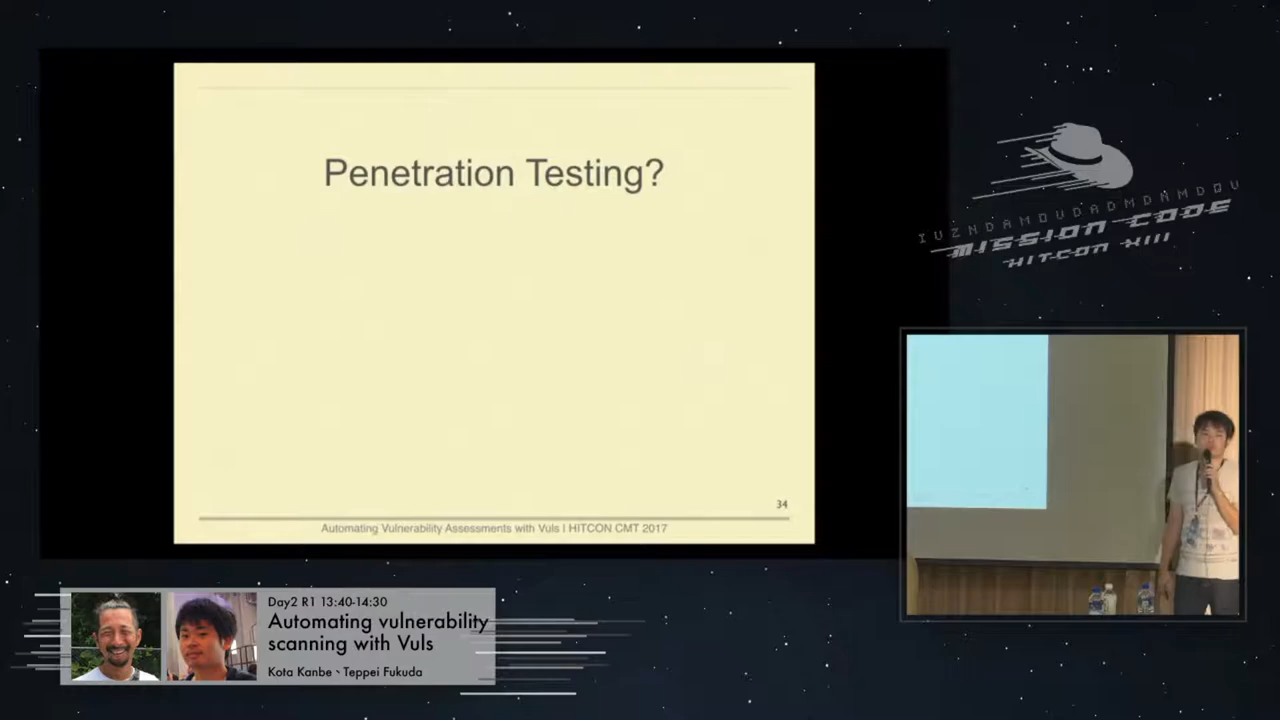 Penetration Testing?
34
Automating Vulnerability Assessments with Vuls | HITCON CMT 2017
MISSION CODE
HITCON XIII
Day2 R1 13:40-14:30
Automating vulnerability
scanning with Vuls
Kota Kanbe、Teppei Fukuda